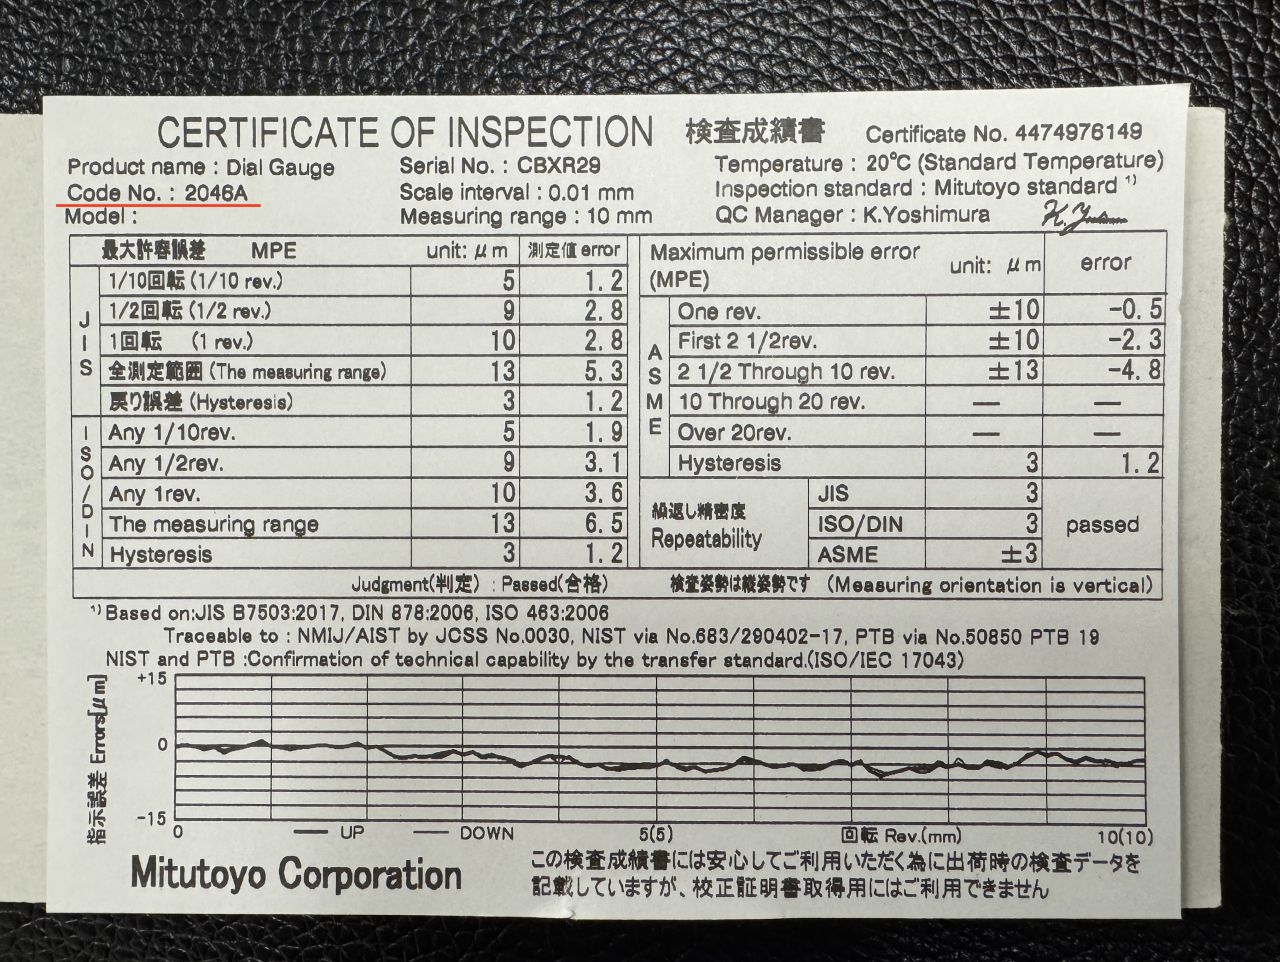 CERTIFICATE OF INSPECTION 検査成績書 Certificate No. 4474976149
Product name : Dial Gauge Serial No. : CBXR29 Temperature : 20℃ (Standard Temperature)
Code No. : 2046A Scale interval : 0.01 mm Inspection standard : Mitutoyo standard 1)
Model : Measuring range : 10 mm QC Manager : K.Yoshimura
最大許容誤差 MPE unit: μm 測定値 error
JIS
1/10回転 (1/10 rev.) 5 1.2
1/2回転 (1/2 rev.) 9 2.8
1回転 (1 rev.) 10 2.8
全測定範囲 (The measuring range) 13 5.3
戻り誤差 (Hysteresis) 3 1.2
ISO/DIN
Any 1/10rev. 5 1.9
Any 1/2rev. 9 3.1
Any 1rev. 10 3.6
The measuring range 13 6.5
Hysteresis 3 1.2
Maximum permissible error
(MPE) unit: μm error
ASME
One rev. ±10 -0.5
First 2 1/2rev. ±10 -2.3
2 1/2 Through 10 rev. ±13 -4.8
10 Through 20 rev. — —
Over 20rev. — —
Hysteresis 3 1.2
繰返し精密度
Repeatability
JIS 3
ISO/DIN 3 passed
ASME ±3
Judgment(判定) : Passed(合格) 検査姿勢は縦姿勢です (Measuring orientation is vertical)
1) Based on:JIS B7503:2017, DIN 878:2006, ISO 463:2006
Traceable to : NMIJ/AIST by JCSS No.0030, NIST via No.683/290402-17, PTB via No.50850 PTB 19
NIST and PTB :Confirmation of technical capability by the transfer standard.(ISO/IEC 17043)
指示誤差 Errors[μm]
+15
0
-15
0 UP DOWN 5(5) 回転 Rev.(mm) 10(10)
Mitutoyo Corporation
この検査成績書には安心してご利用いただく為に出荷時の検査データを
記載していますが、校正証明書取得用にはご利用できません